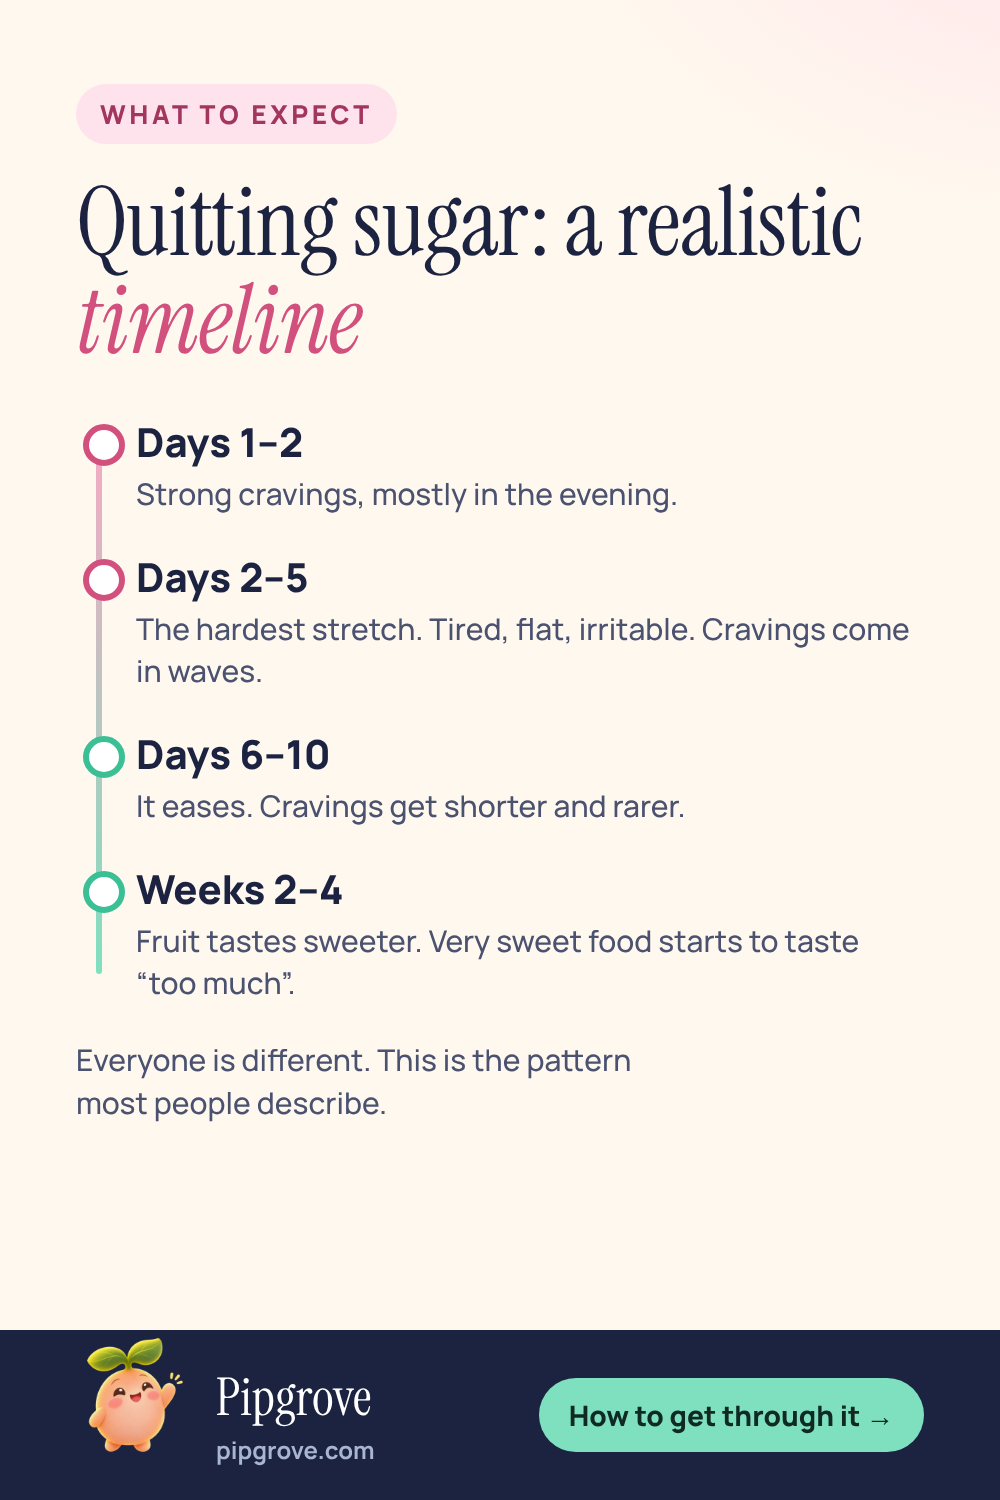 WHAT TO EXPECT
Quitting sugar: a realistic
timeline
Days 1–2
Strong cravings, mostly in the evening.
Days 2–5
The hardest stretch. Tired, flat, irritable. Cravings come
in waves.
Days 6–10
It eases. Cravings get shorter and rarer.
Weeks 2–4
Fruit tastes sweeter. Very sweet food starts to taste
“too much”.
Everyone is different. This is the pattern
most people describe.
Pipgrove
pipgrove.com
How to get through it →